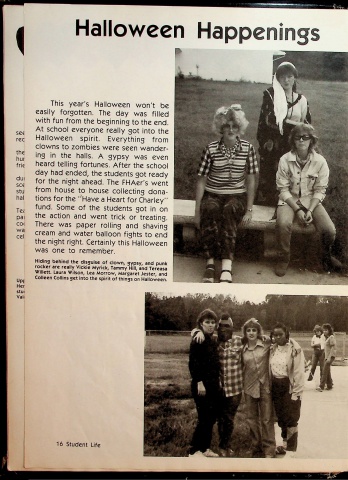 Halloween Happenings
This year's Halloween won't be
easily forgotten. The day was filled
with fun from the beginning to the end.
At school everyone really got into the
Halloween spirit. Everything from
clowns to zombies were seen wander-
ing in the halls. A gypsy was even
heard telling fortunes. After the school
day had ended, the students got ready
for the night ahead. The FHAer's went
from house to house collecting dona-
tions for the "Have a Heart for Charley"
fund. Some of the students got in on
the action and went trick or treating.
There was paper rolling and shaving
cream and water balloon fights to end
the night right. Certainly this Halloween
was one to remember.
Hiding behind the disguise of clown, gypsy, and punk
rocker are really Vickie Myrick, Tammy Hill, and Terease
Willett. Laura Wilson, Lea Morrow, Margaret Jester, and
Colleen Collins get into the spirit of things on Halloween.
16 Student Life